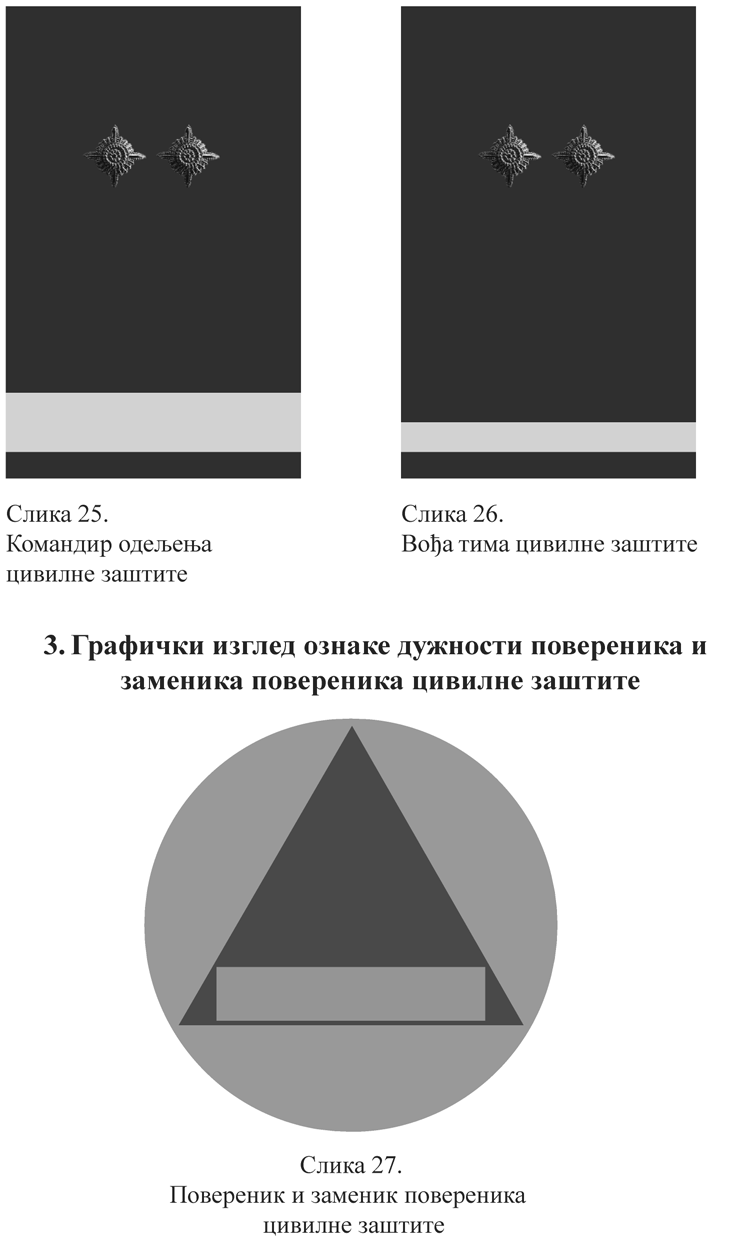 Слика 25.
Командир одељења
цивилне заштите
Слика 26.
Вођа тима цивилне заштите
3. Графички изглед ознаке дужности повереника и
заменика повереника цивилне заштите
Слика 27.
Повереник и заменик повереника
цивилне заштите